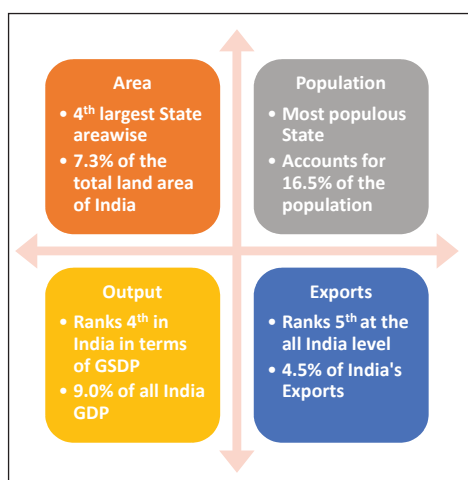 Area
• 4th largest State
areawise
• 7.3% of the
total land area
of India
Population
• Most populous
State
• Accounts for
16.5% of the
population
Output
• Ranks 4th in
India in terms
of GSDP
• 9.0% of all India
GDP
Exports
• Ranks 5th at the
all India level
• 4.5% of India's
Exports